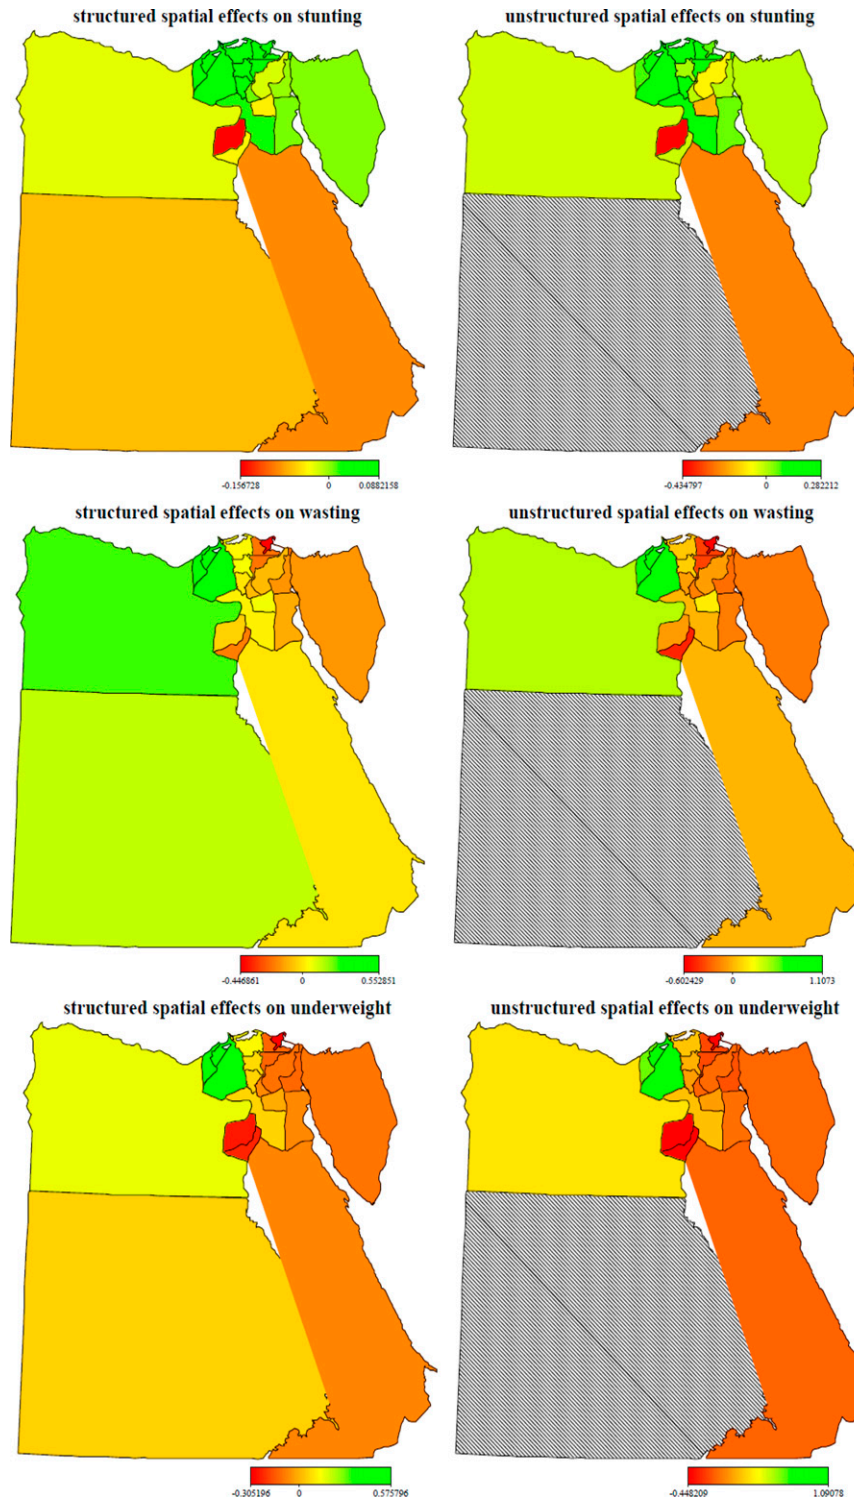 structured spatial effects on stunting
unstructured spatial effects on stunting
-0.156728 0 0.0882158
-0.434797 0 0.282212
structured spatial effects on wasting
unstructured spatial effects on wasting
-0.446861 0 0.552851
-0.602429 0 1.1073
structured spatial effects on underweight
unstructured spatial effects on underweight
-0.305196 0 0.575796
-0.448209 0 1.09078